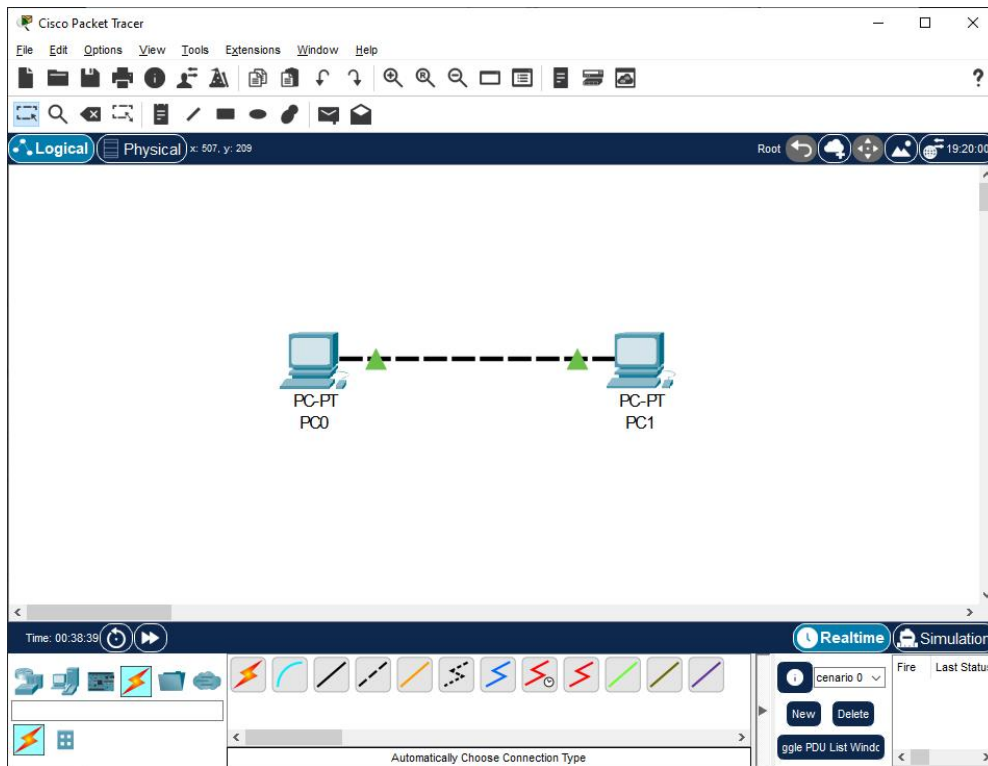 Cisco Packet Tracer
File Edit Options View Tools Extensions Window Help
?
Logical Physical x: 507, y: 209 Root 19:20:00
PC-PT PC-PT
PC0 PC1
Time: 00:38:39 Realtime Simulation
cenario 0 Fire Last Status
New Delete
ggle PDU List Windo
Automatically Choose Connection Type